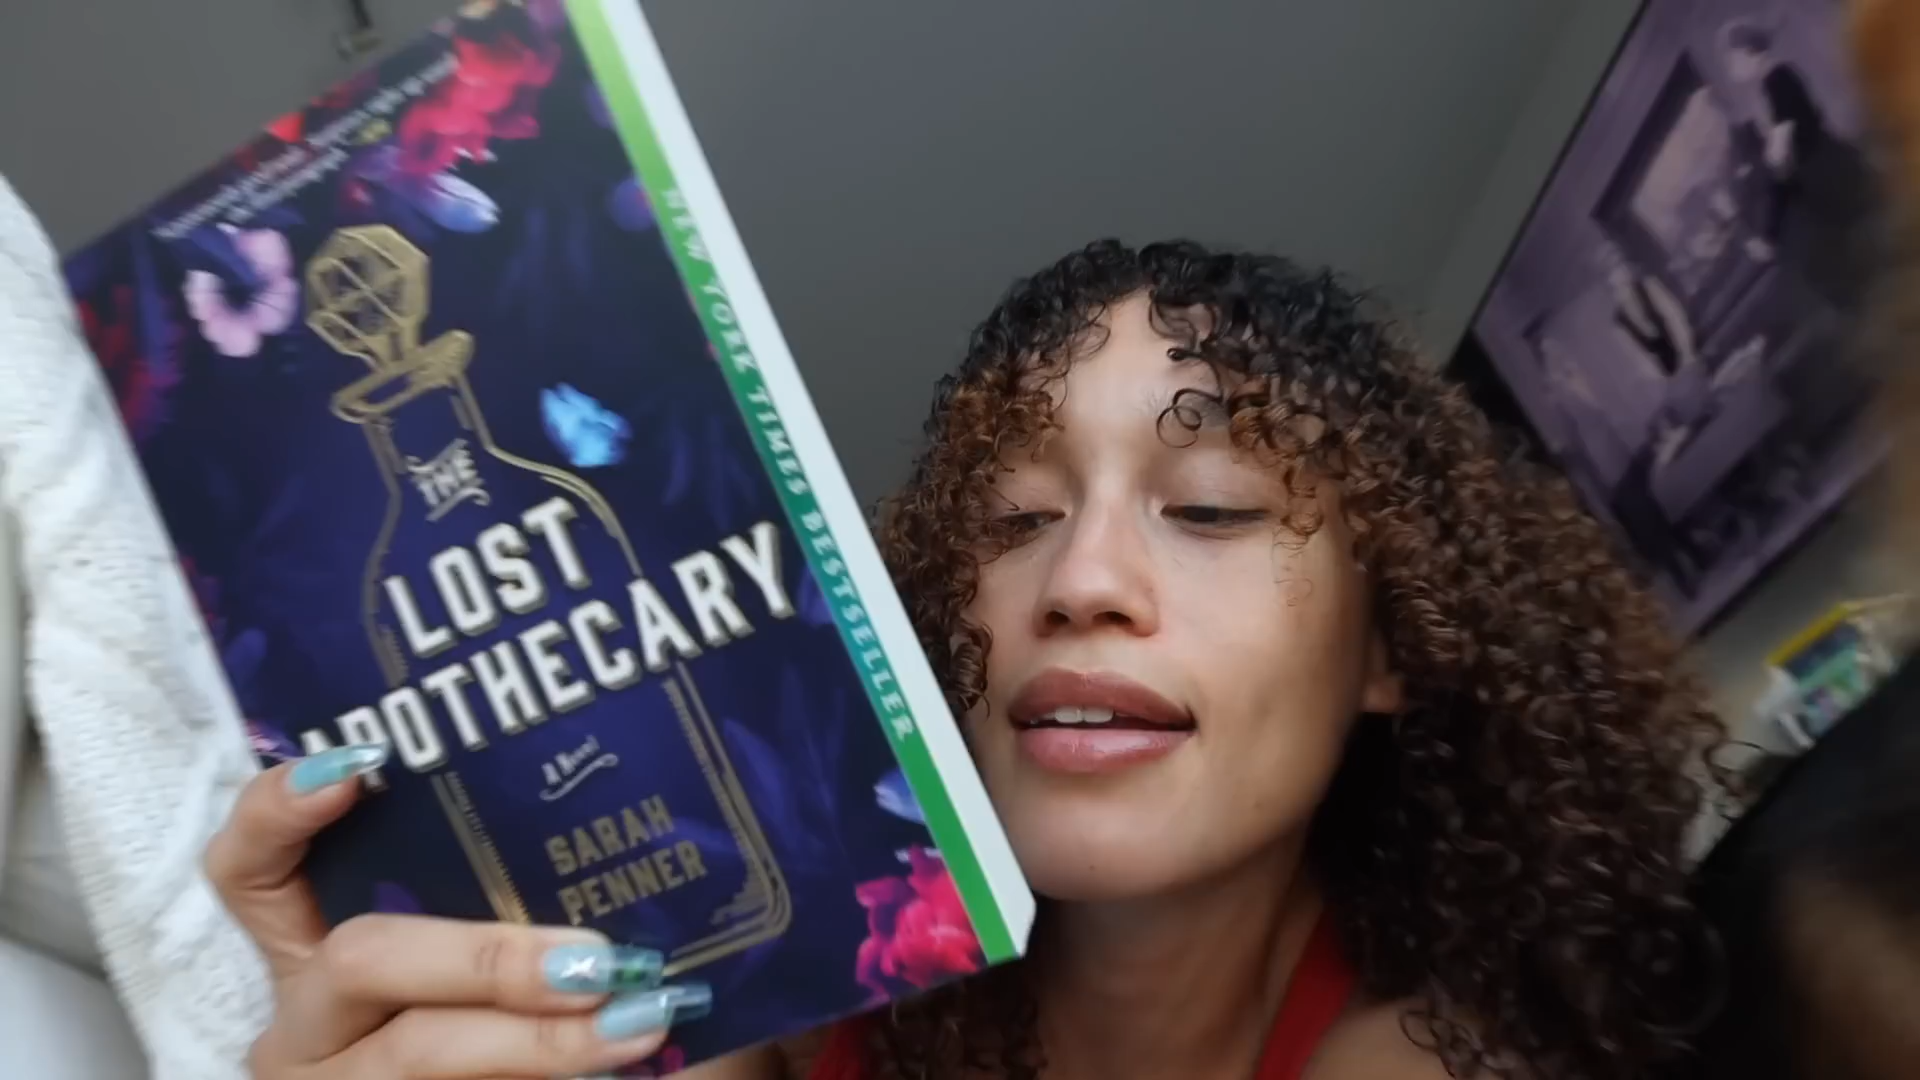 THE
LOST
APOTHECARY
A Novel
SARAH
PENNER
NEW YORK TIMES BESTSELLER